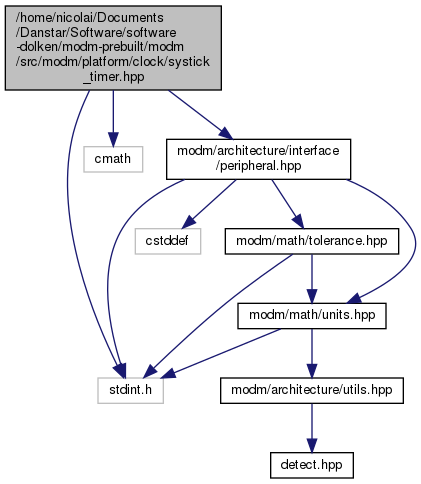 /home/nicolai/Documents
/Danstar/Software/software
-dolken/modm-prebuilt/modm
/src/modm/platform/clock/systick
_timer.hpp
cmath
modm/architecture/interface
/peripheral.hpp
cstddef
modm/math/tolerance.hpp
modm/math/units.hpp
stdint.h
modm/architecture/utils.hpp
detect.hpp